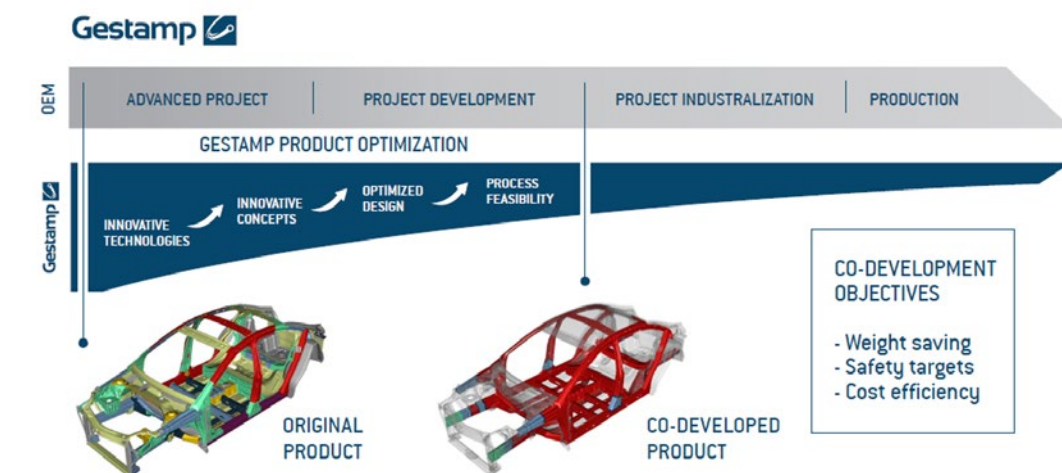 Gestamp
OEM
ADVANCED PROJECT
PROJECT DEVELOPMENT
PROJECT INDUSTRALIZATION
PRODUCTION
GESTAMP PRODUCT OPTIMIZATION
Gestamp
INNOVATIVE
TECHNOLOGIES
INNOVATIVE
CONCEPTS
OPTIMIZED
DESIGN
PROCESS
FEASIBILITY
ORIGINAL
PRODUCT
CO-DEVELOPED
PRODUCT
CO-DEVELOPMENT
OBJECTIVES
- Weight saving
- Safety targets
- Cost efficiency